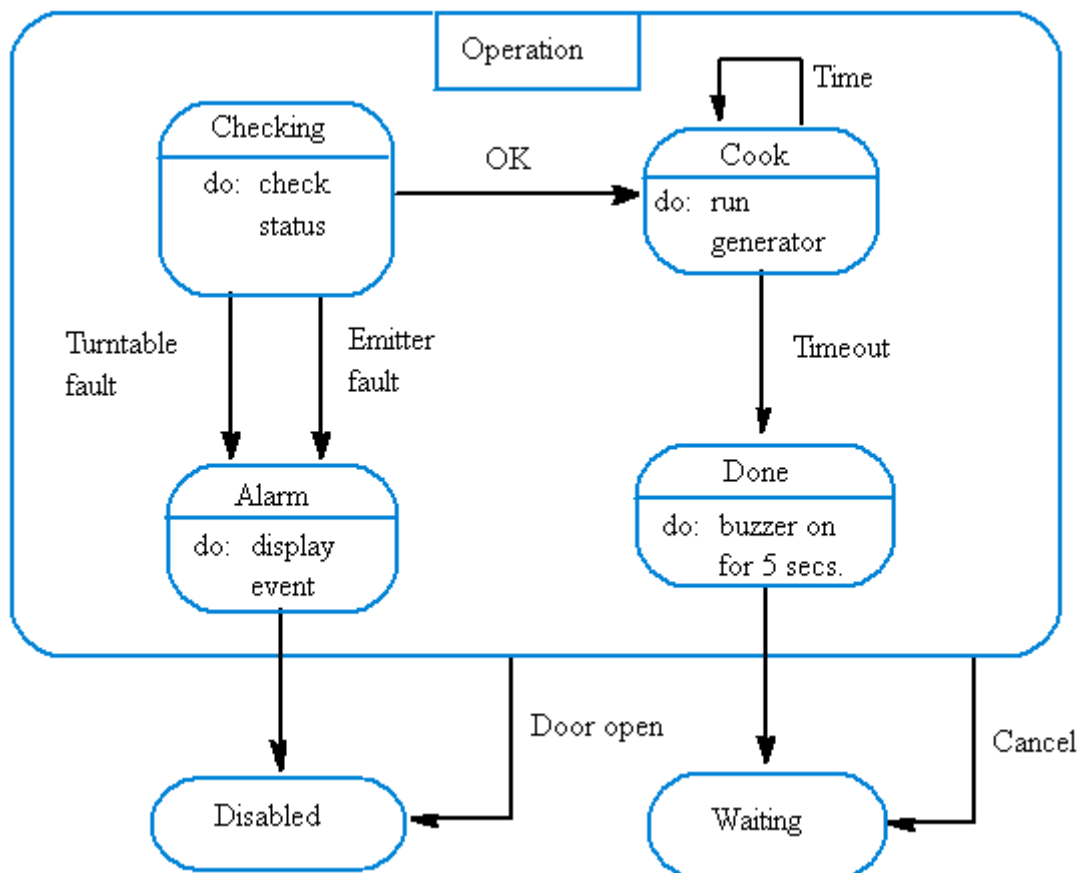 Operation
Time
Checking
do: check
status
OK
Cook
do: run
generator
Turntable
fault
Emitter
fault
Timeout
Alarm
do: display
event
Done
do: buzzer on
for 5 secs.
Door open
Cancel
Disabled
Waiting